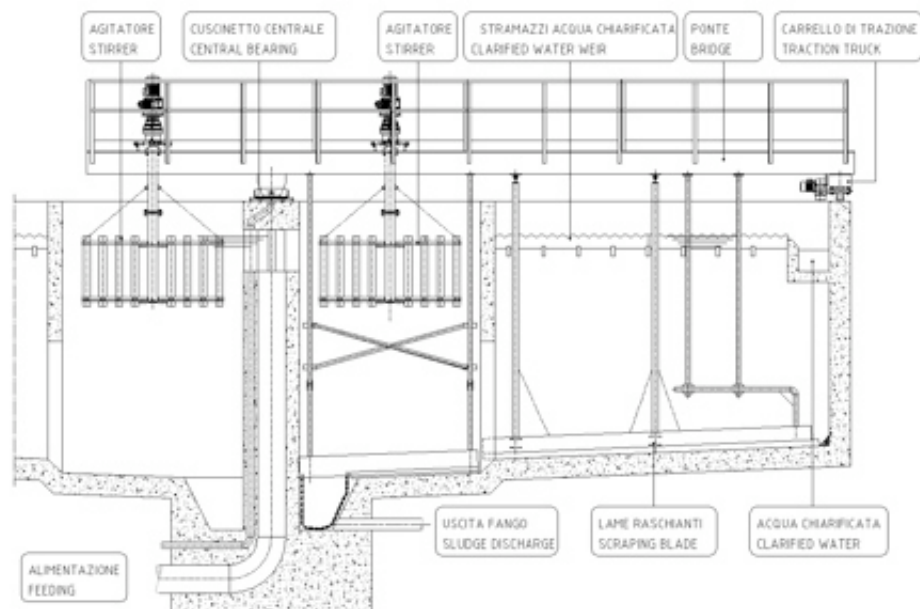 AGITATORE
STIRRER
CUSCINETTO CENTRALE
CENTRAL BEARING
AGITATORE
STIRRER
STRAMAZZI ACQUA CHIARIFICATA
CLARIFIED WATER WEIR
PONTE
BRIDGE
CARRELLO DI TRAZIONE
TRACTION TRUCK
USCITA FANGO
SLUDGE DISCHARGE
LAME RASCHIANTI
SCRAPING BLADE
ACQUA CHIARIFICATA
CLARIFIED WATER
ALIMENTAZIONE
FEEDING